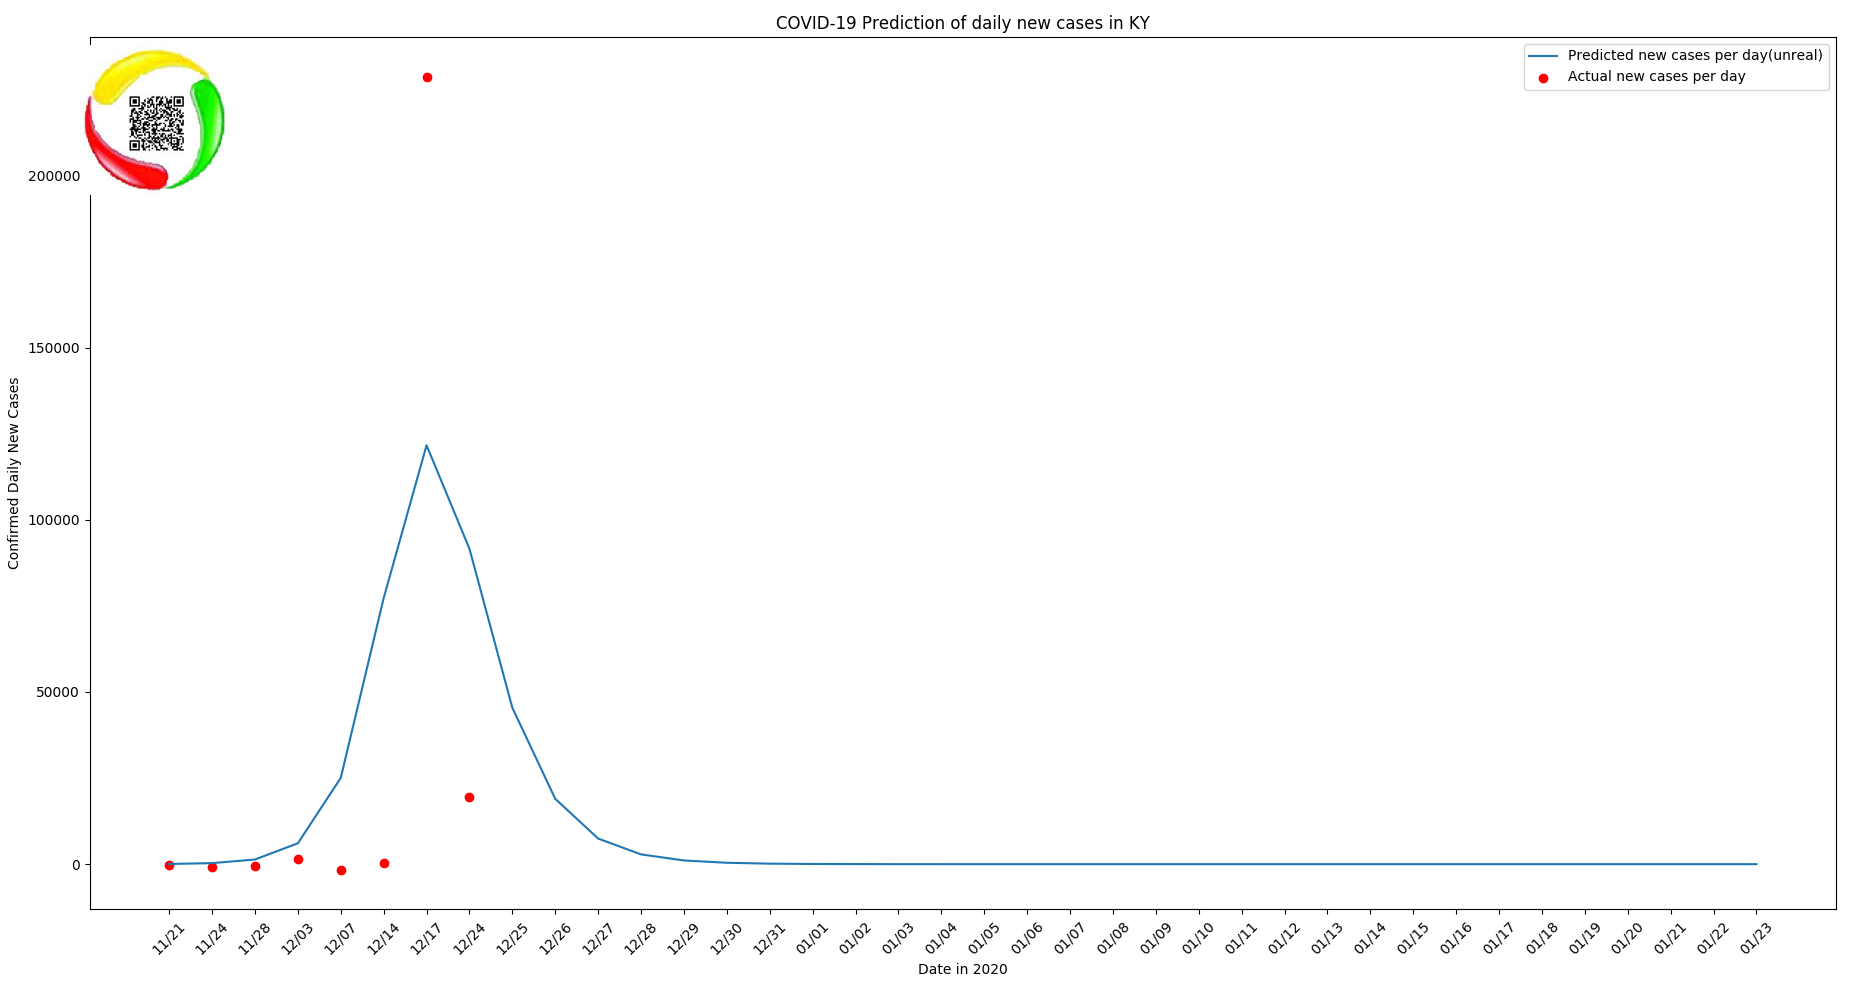 COVID-19 Prediction of daily new cases in KY
Predicted new cases per day(unreal)
Actual new cases per day
Confirmed Daily New Cases
200000
150000
100000
50000
0
11/21 11/24 11/28 12/03 12/07 12/14 12/17 12/24 12/25 12/26 12/27 12/28 12/29 12/30 12/31 01/01 01/02 01/03 01/04 01/05 01/06 01/07 01/08 01/09 01/10 01/11 01/12 01/13 01/14 01/15 01/16 01/17 01/18 01/19 01/20 01/21 01/22 01/23
Date in 2020